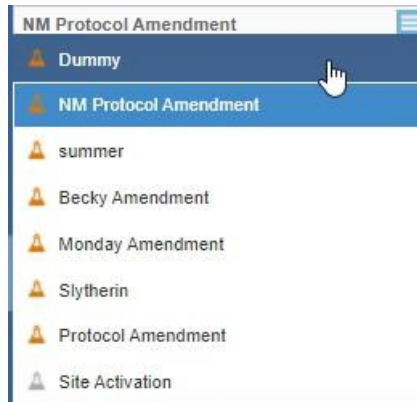 NM Protocol Amendment
Dummy
NM Protocol Amendment
summer
Becky Amendment
Monday Amendment
Slytherin
Protocol Amendment
Site Activation